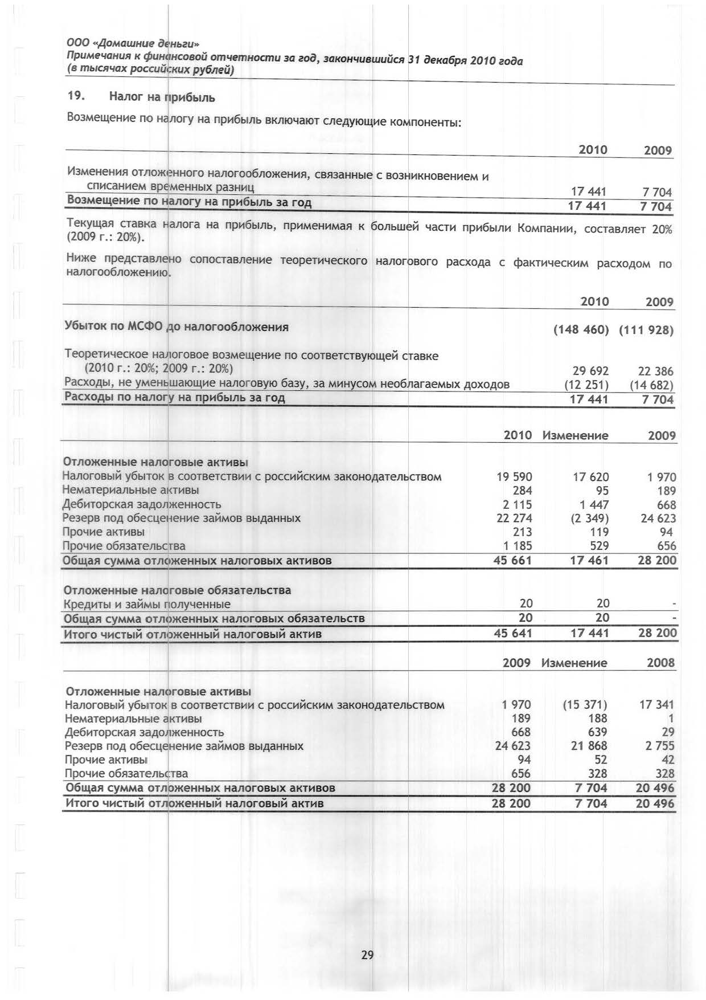 ООО «Домашние деньги»
Примечания к финансовой отчетности за год, закончившийся 31 декабря 2010 года
(в тысячах российских рублей)
19. Налог на прибыль
Возмещение по налогу на прибыль включают следующие компоненты:
2010 2009
Изменения отложенного налогообложения, связанные с возникновением и
списанием временных разниц 17 441 7 704
Возмещение по налогу на прибыль за год 17 441 7 704
Текущая ставка налога на прибыль, применимая к большей части прибыли Компании, составляет 20%
(2009 г.: 20%).
Ниже представлено сопоставление теоретического налогового расхода с фактическим расходом по
налогообложению.
2010 2009
Убыток по МСФО до налогообложения (148 460) (111 928)
Теоретическое налоговое возмещение по соответствующей ставке
(2010 г.: 20%; 2009 г.: 20%) 29 692 22 386
Расходы, не уменьшающие налоговую базу, за минусом необлагаемых доходов (12 251) (14 682)
Расходы по налогу на прибыль за год 17 441 7 704
2010 Изменение 2009
Отложенные налоговые активы
Налоговый убыток в соответствии с российским законодательством 19 590 17 620 1 970
Нематериальные активы 284 95 189
Дебиторская задолженность 2 115 1 447 668
Резерв под обесценение займов выданных 22 274 (2 349) 24 623
Прочие активы 213 119 94
Прочие обязательства 1 185 529 656
Общая сумма отложенных налоговых активов 45 661 17 461 28 200
Отложенные налоговые обязательства
Кредиты и займы полученные 20 20 -
Общая сумма отложенных налоговых обязательств 20 20 -
Итого чистый отложенный налоговый актив 45 641 17 441 28 200
2009 Изменение 2008
Отложенные налоговые активы
Налоговый убыток в соответствии с российским законодательством 1 970 (15 371) 17 341
Нематериальные активы 189 188 1
Дебиторская задолженность 668 639 29
Резерв под обесценение займов выданных 24 623 21 868 2 755
Прочие активы 94 52 42
Прочие обязательства 656 328 328
Общая сумма отложенных налоговых активов 28 200 7 704 20 496
Итого чистый отложенный налоговый актив 28 200 7 704 20 496
29